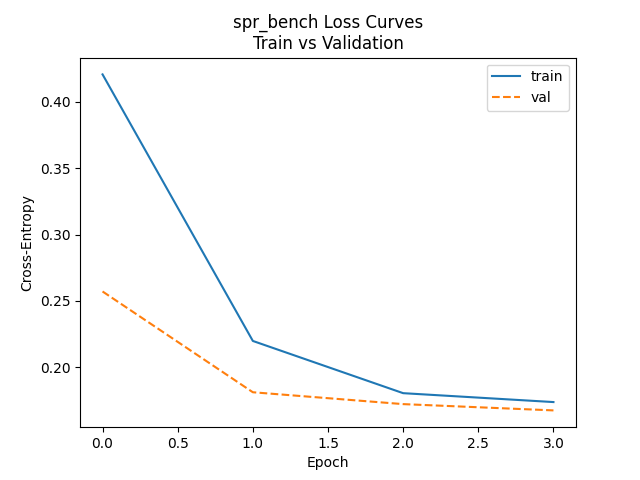 spr_bench Loss Curves
Train vs Validation
train
val
Cross-Entropy
0.40
0.35
0.30
0.25
0.20
0.0
0.5
1.0
1.5
2.0
2.5
3.0
Epoch